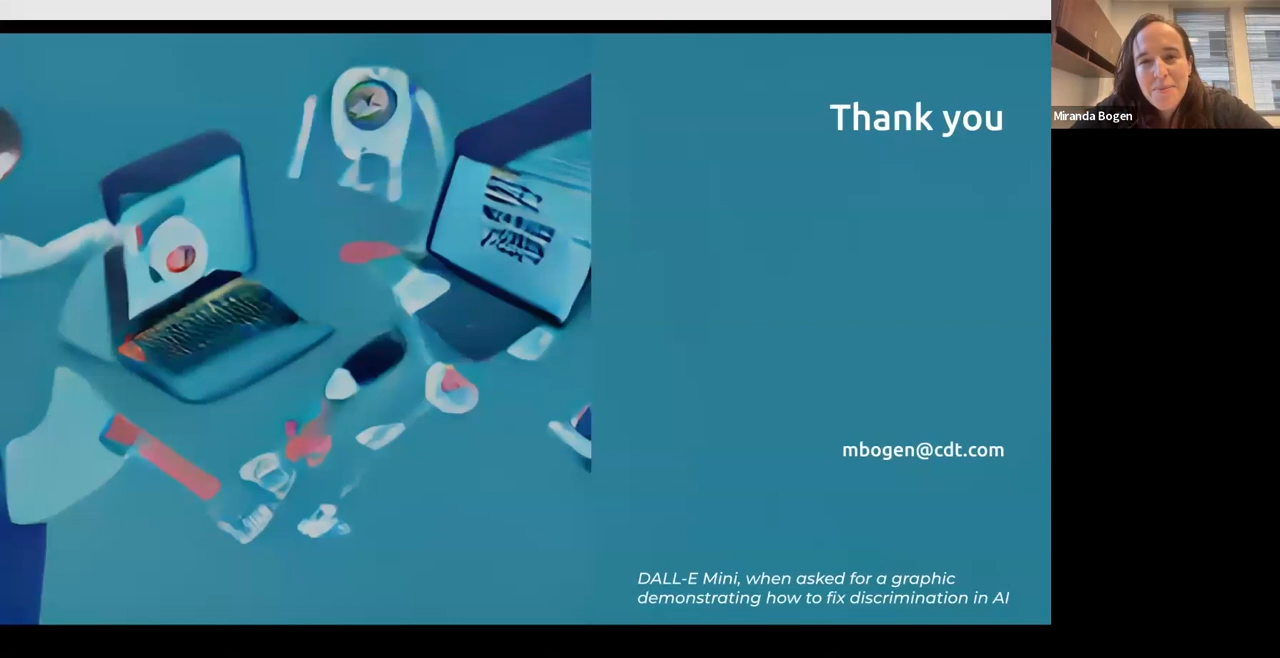 Thank you
Miranda Bogen
mbogen@cdt.com
DALL-E Mini, when asked for a graphic
demonstrating how to fix discrimination in AI